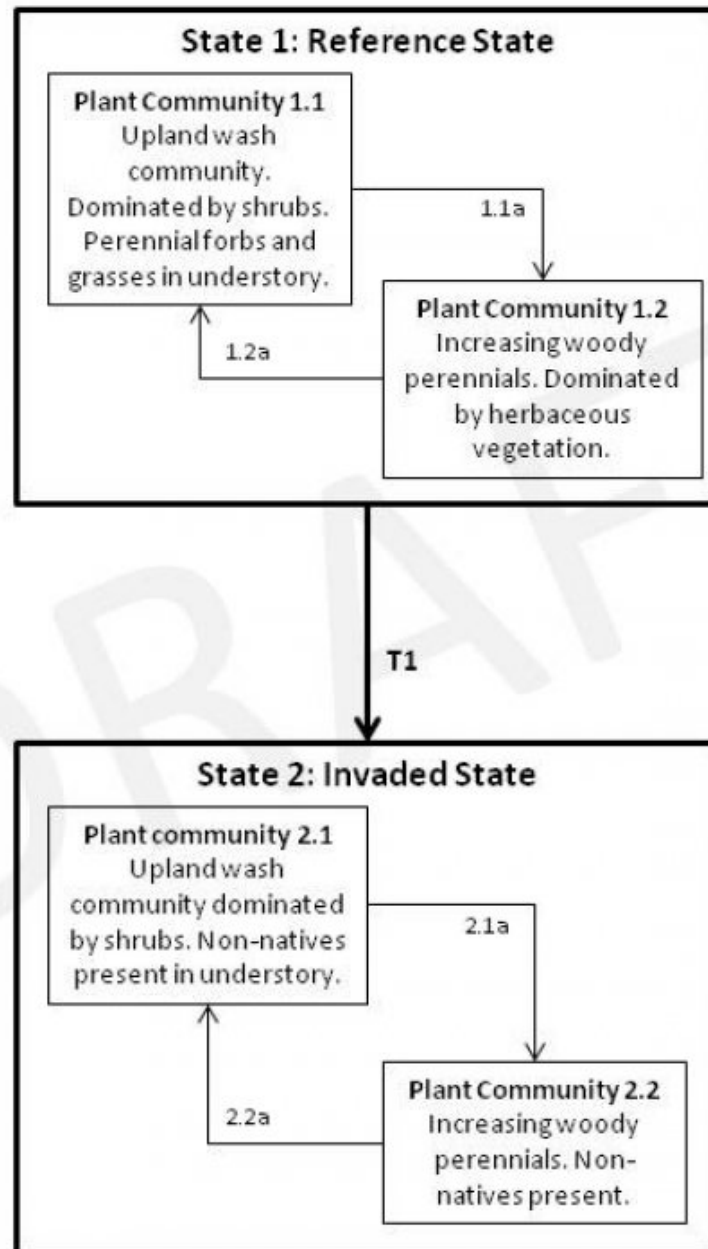 State 1: Reference State
Plant Community 1.1
Upland wash
community.
Dominated by shrubs.
Perennial forbs and
grasses in understory.
1.1a
Plant Community 1.2
Increasing woody
perennials. Dominated
by herbaceous
vegetation.
1.2a
T1
State 2: Invaded State
Plant community 2.1
Upland wash
community dominated
by shrubs. Non-natives
present in understory.
2.1a
Plant Community 2.2
Increasing woody
perennials. Non-
natives present.
2.2a
DRAF